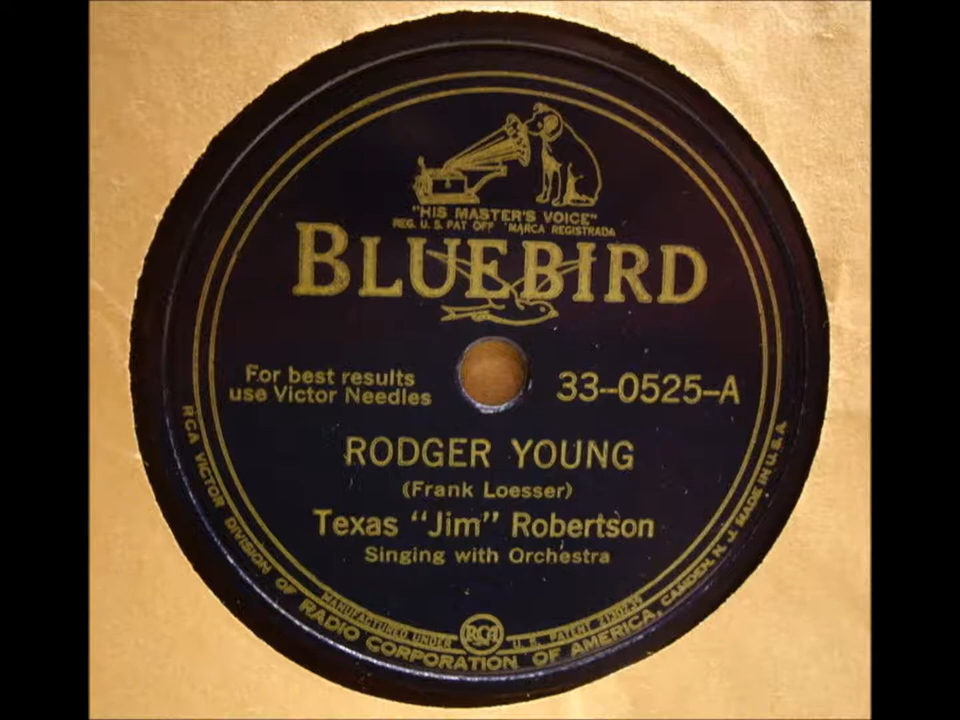 "HIS MASTER'S VOICE"
REG. U. S. PAT OFF MARCA REGISTRADA
BLUEBIRD
For best results
use Victor Needles
33-0525-A
RODGER YOUNG
(Frank Loesser)
Texas "Jim" Robertson
Singing with Orchestra
MANUFACTURED UNDER RCA U. S. PATENT
RCA VICTOR DIVISION OF RADIO CORPORATION OF AMERICA, CAMDEN, N. J. MADE IN U. S. A.